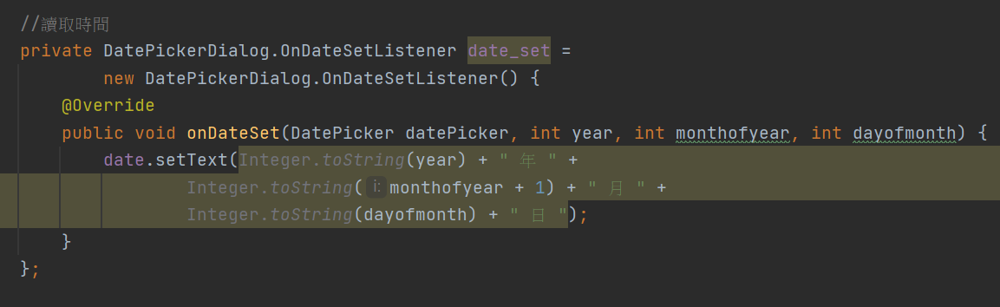 //讀取時間
private DatePickerDialog.OnDateSetListener date_set =
new DatePickerDialog.OnDateSetListener() {
@Override
public void onDateSet(DatePicker datePicker, int year, int monthofyear, int dayofmonth) {
date.setText(Integer.toString(year) + " 年 " +
Integer.toString( i: monthofyear + 1) + " 月 " +
Integer.toString(dayofmonth) + " 日 ");
}
};